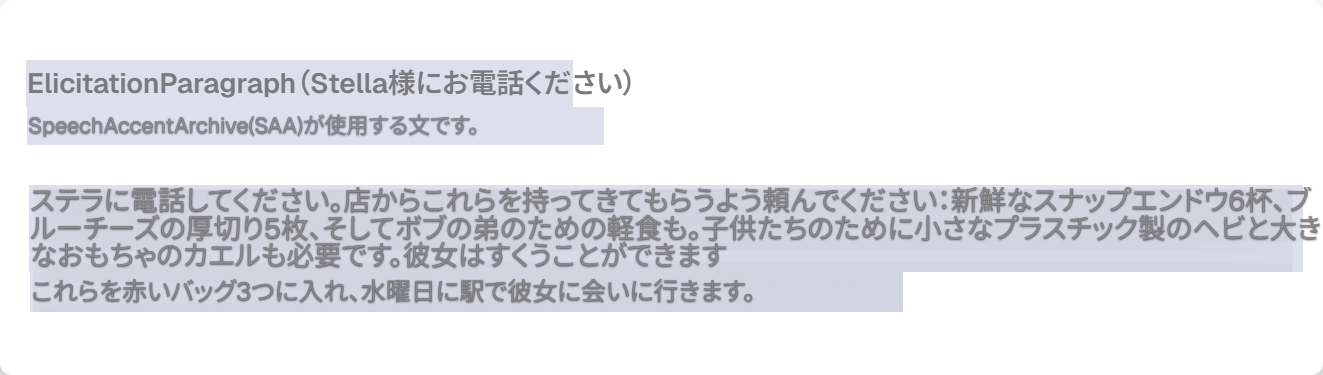 ElicitationParagraph（Stella様にお電話ください）
SpeechAccentArchive(SAA)が使用する文です。
ステラに電話してください。店からこれらを持ってきてもらうよう頼んでください：新鮮なスナップエンドウ6杯、ブ
ルーチーズの厚切り5枚、そしてボブの弟のための軽食も。子供たちのために小さなプラスチック製のヘビと大き
なおもちゃのカエルも必要です。彼女はすくうことができます
これらを赤いバッグ3つに入れ、水曜日に駅で彼女に会いに行きます。